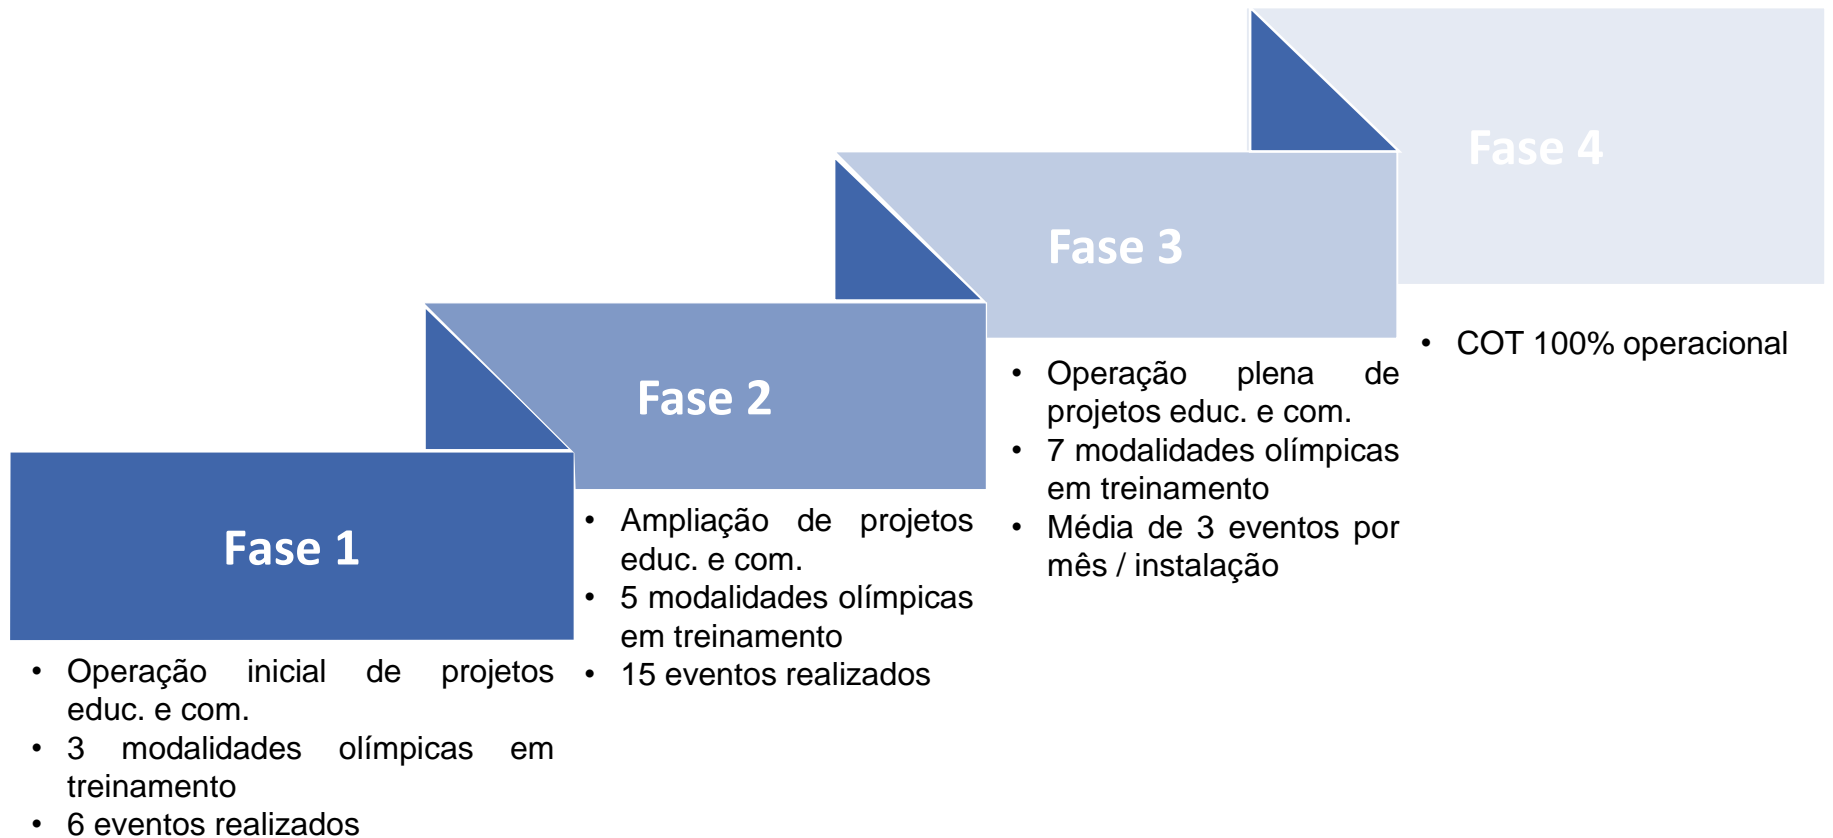 Fase 1
• Operação inicial de projetos
educ. e com.
• 3 modalidades olímpicas em
treinamento
• 6 eventos realizados
Fase 2
• Ampliação de projetos
educ. e com.
• 5 modalidades olímpicas
em treinamento
• 15 eventos realizados
Fase 3
• Operação plena de
projetos educ. e com.
• 7 modalidades olímpicas
em treinamento
• Média de 3 eventos por
mês / instalação
Fase 4
• COT 100% operacional